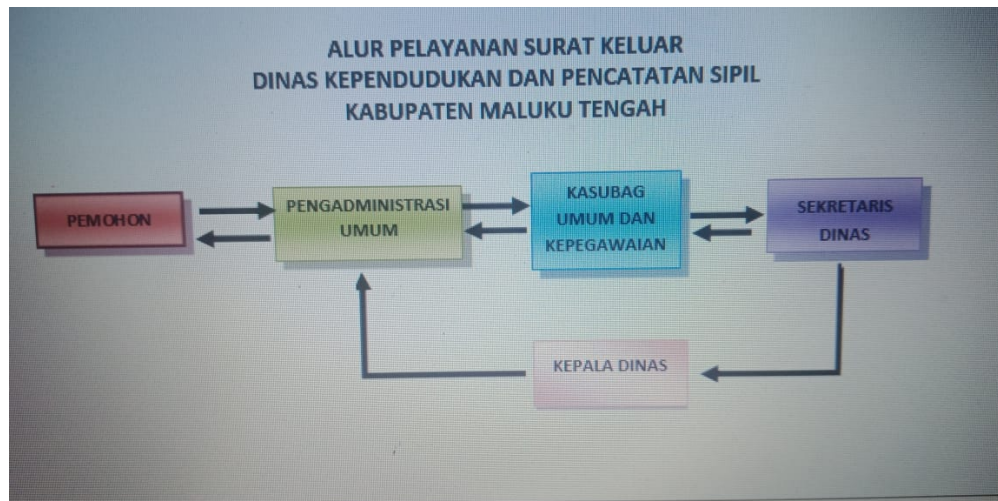 ALUR PELAYANAN SURAT KELUAR
DINAS KEPENDUDUKAN DAN PENCATATAN SIPIL
KABUPATEN MALUKU TENGAH
PEMOHON
PENGADMINISTRASI
UMUM
KASUBAG
UMUM DAN
KEPEGAWAIAN
SEKRETARIS
DINAS
KEPALA DINAS